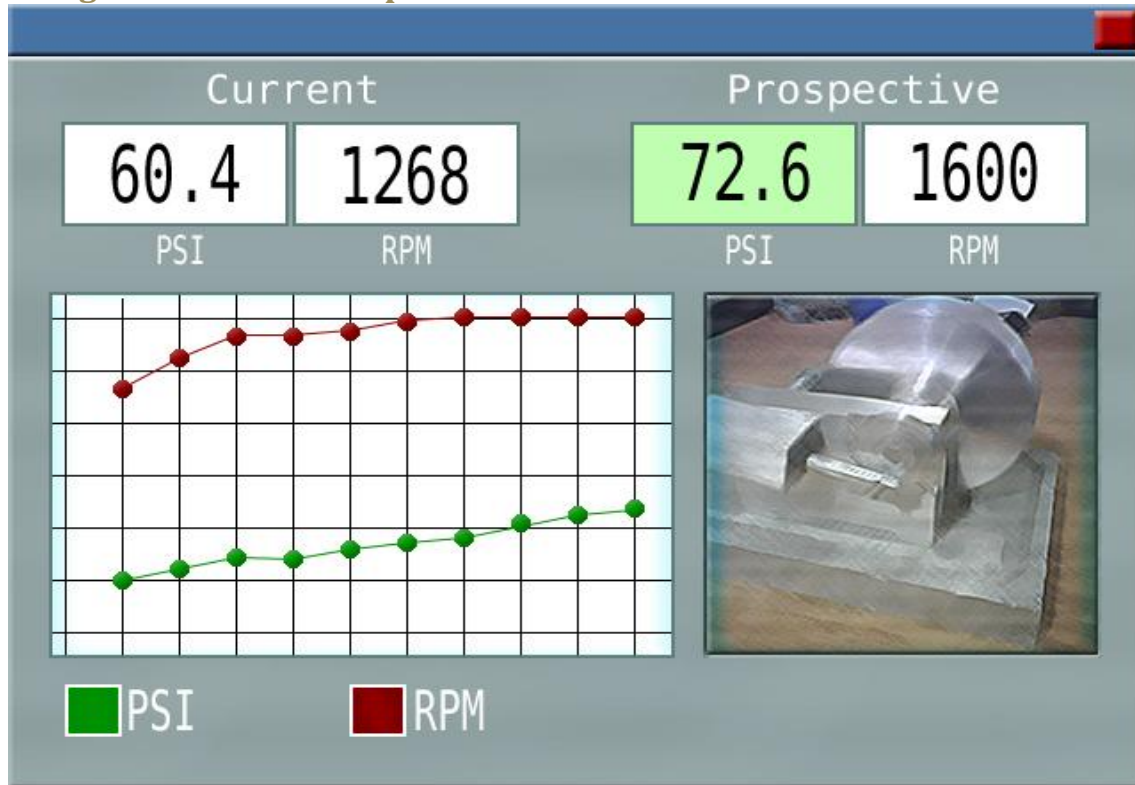 Current
Prospective
60.4
1268
72.6
1600
PSI
RPM
PSI
RPM
PSI
RPM